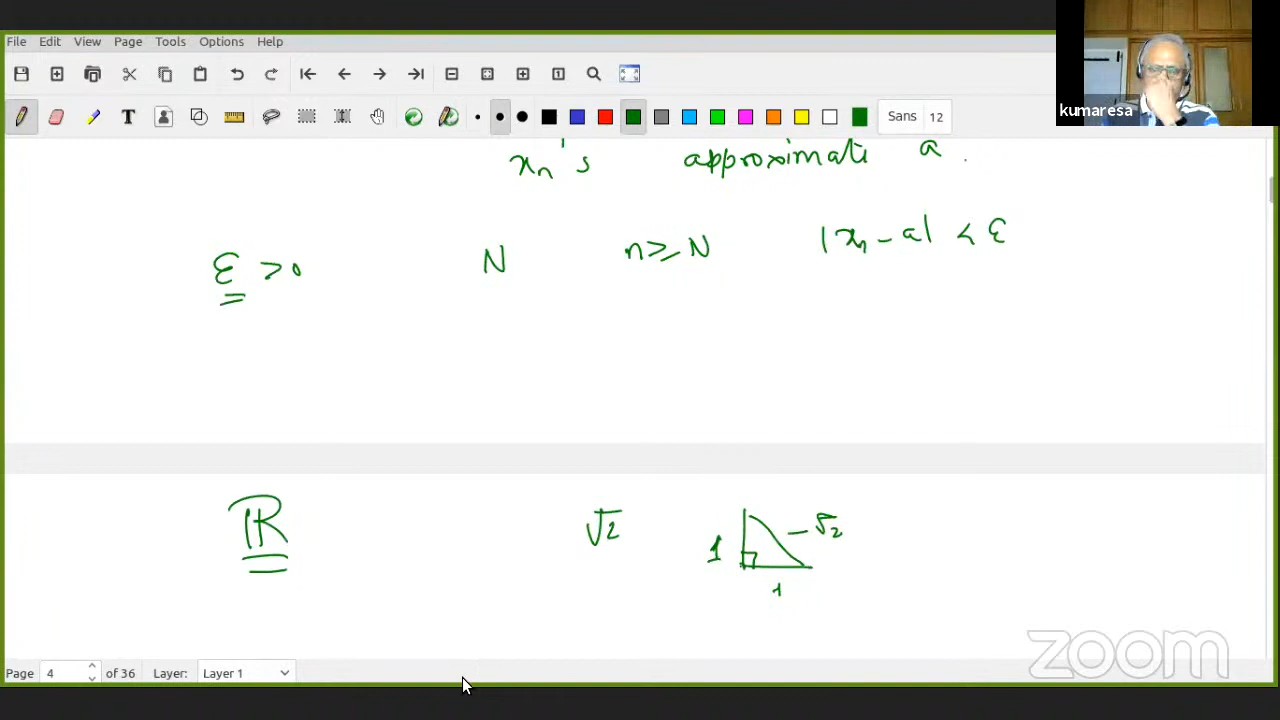 File Edit View Page Tools Options Help
kumaresa
Sans 12
xₙ's approximate a.
ε > 0 N n ≥ N |xₙ - a| < ε
ℝ √2 1 √2
1
zoom
Page 4 of 36 Layer: Layer 1